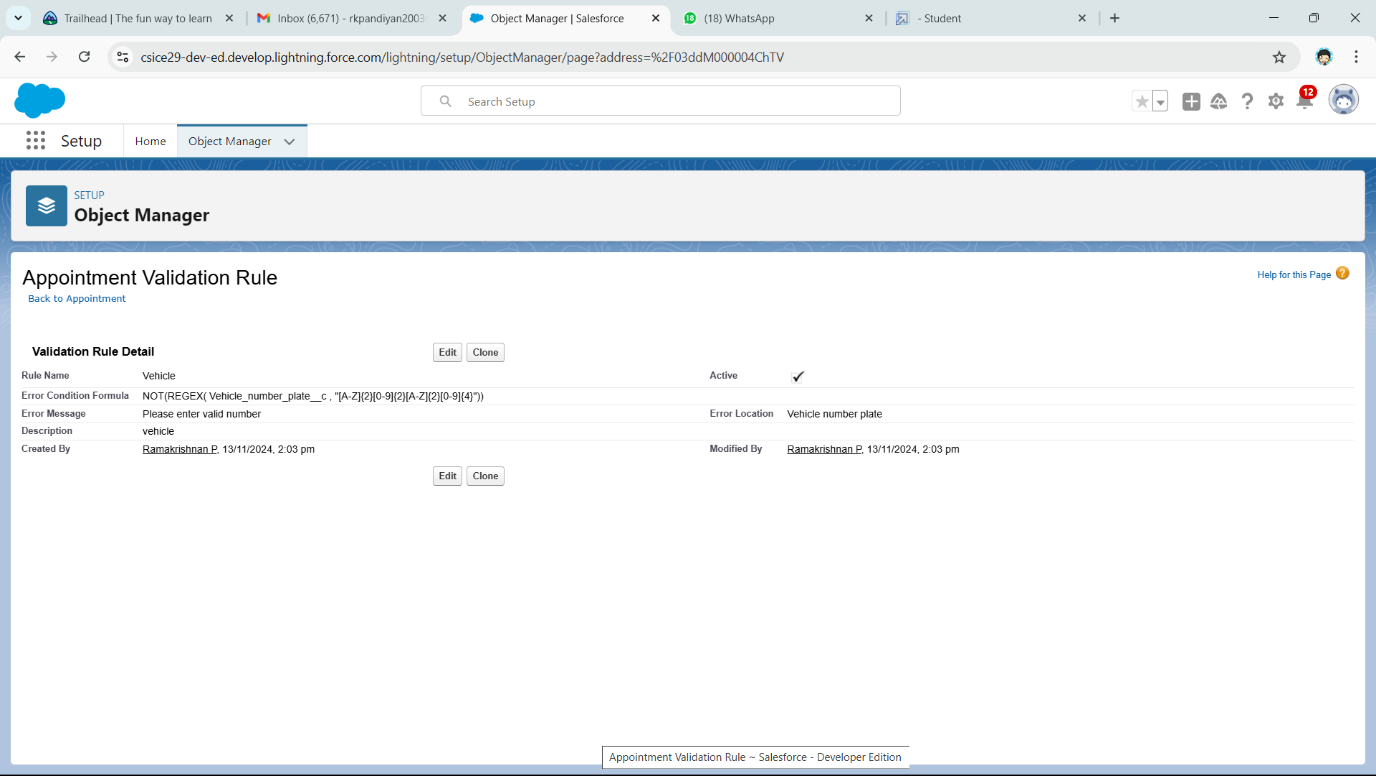 Trailhead | The fun way to learn
Inbox (6,671) - rkpandiyan2003
Object Manager | Salesforce
18
(18) WhatsApp
- Student
csice29-dev-ed.develop.lightning.force.com/lightning/setup/ObjectManager/page?address=%2F03ddM000004ChTV
Search Setup
12
Setup
Home
Object Manager
SETUP
Object Manager
Appointment Validation Rule
Help for this Page
Back to Appointment
Validation Rule Detail
Edit Clone
Rule Name Vehicle Active
Error Condition Formula NOT(REGEX( Vehicle_number_plate__c , "[A-Z]{2}[0-9]{2}[A-Z]{2}[0-9]{4}"))
Error Message Please enter valid number Error Location Vehicle number plate
Description vehicle
Created By Ramakrishnan P, 13/11/2024, 2:03 pm Modified By Ramakrishnan P, 13/11/2024, 2:03 pm
Edit Clone
Appointment Validation Rule ~ Salesforce - Developer Edition